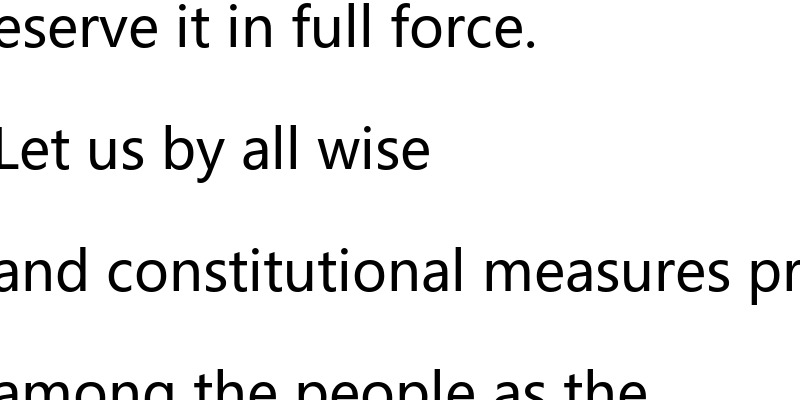 eserve it in full force.
Let us by all wise
and constitutional measures pr
among the people as the